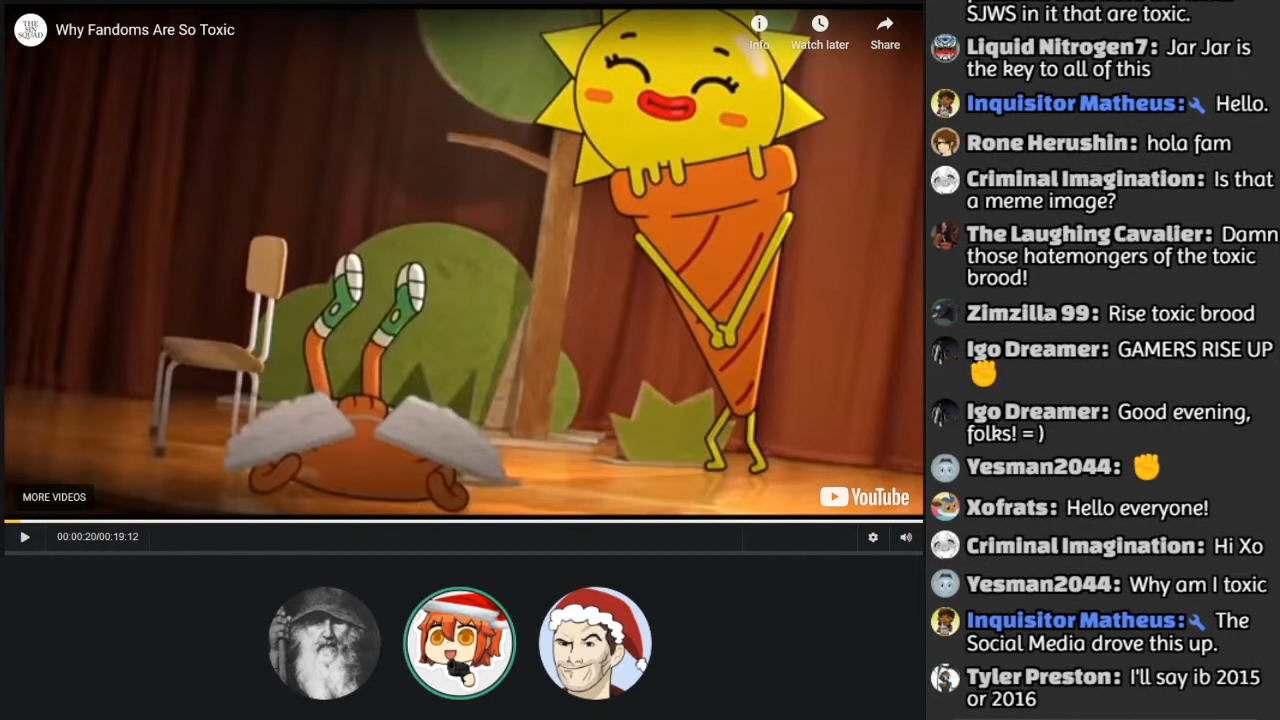 THE
SIN
SQUAD
Why Fandoms Are So Toxic
Info
Watch later
Share
MORE VIDEOS
YouTube
00:00:20/00:19:12
SJWS in it that are toxic.
Liquid Nitrogen7: Jar Jar is
the key to all of this
Inquisitor Matheus: Hello.
Rone Herushin: hola fam
Criminal Imagination: Is that
a meme image?
The Laughing Cavalier: Damn
those hatemongers of the toxic
brood!
Zimzilla 99: Rise toxic brood
Igo Dreamer: GAMERS RISE UP
✊
Igo Dreamer: Good evening,
folks! = )
Yesman2044: ✊
Xofrats: Hello everyone!
Criminal Imagination: Hi Xo
Yesman2044: Why am I toxic
Inquisitor Matheus: The
Social Media drove this up.
Tyler Preston: I'll say ib 2015
or 2016